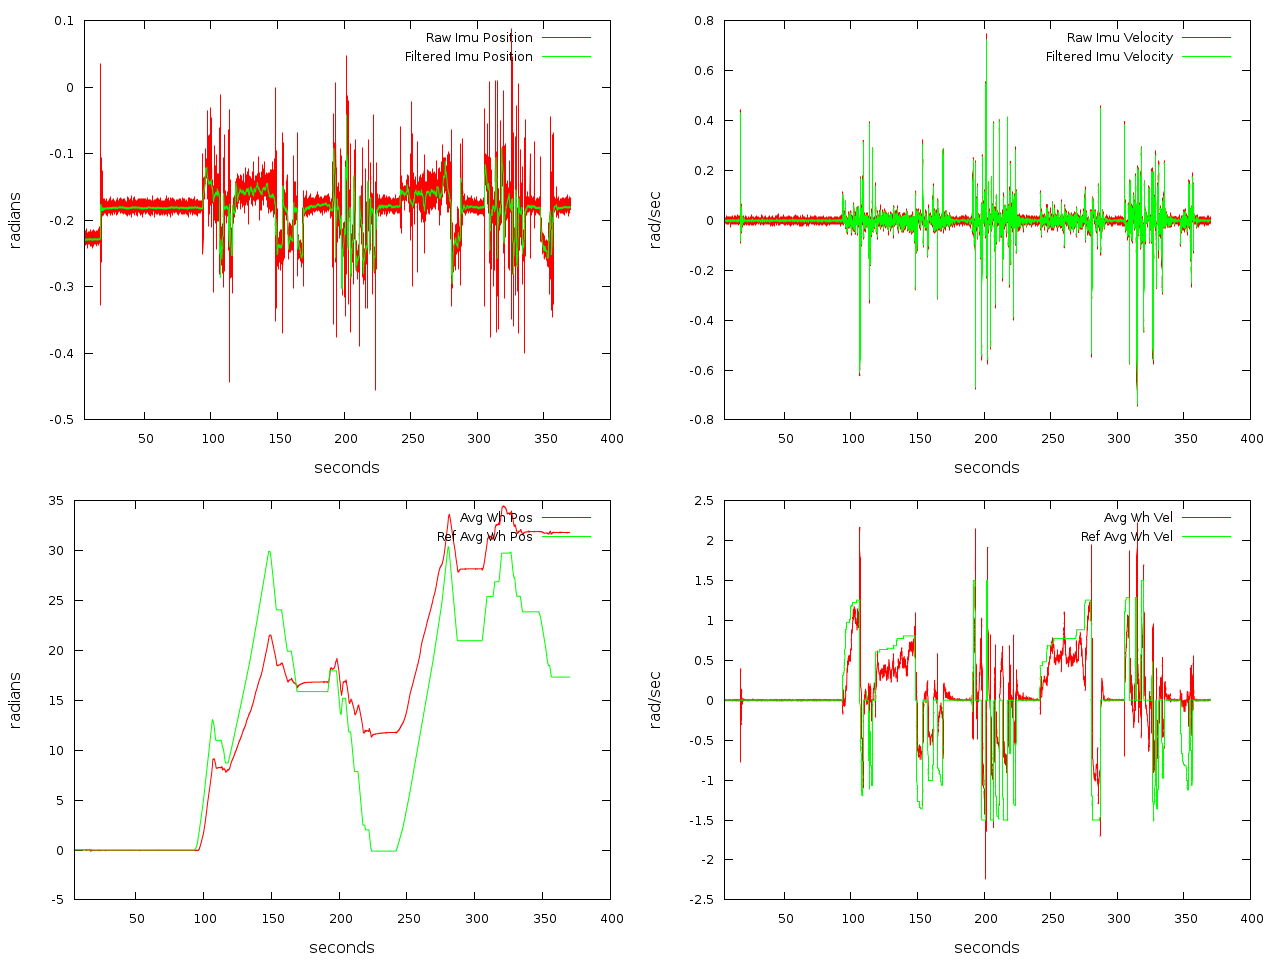 0.1
0
-0.1
-0.2
-0.3
-0.4
-0.5
radians
Raw Imu Position
Filtered Imu Position
50 100 150 200 250 300 350 400
seconds
0.8
0.6
0.4
0.2
0
-0.2
-0.4
-0.6
-0.8
rad/sec
Raw Imu Velocity
Filtered Imu Velocity
50 100 150 200 250 300 350 400
seconds
35
30
25
20
15
10
5
0
-5
radians
Avg Wh Pos
Ref Avg Wh Pos
50 100 150 200 250 300 350 400
seconds
2.5
2
1.5
1
0.5
0
-0.5
-1
-1.5
-2
-2.5
rad/sec
Avg Wh Vel
Ref Avg Wh Vel
50 100 150 200 250 300 350 400
seconds